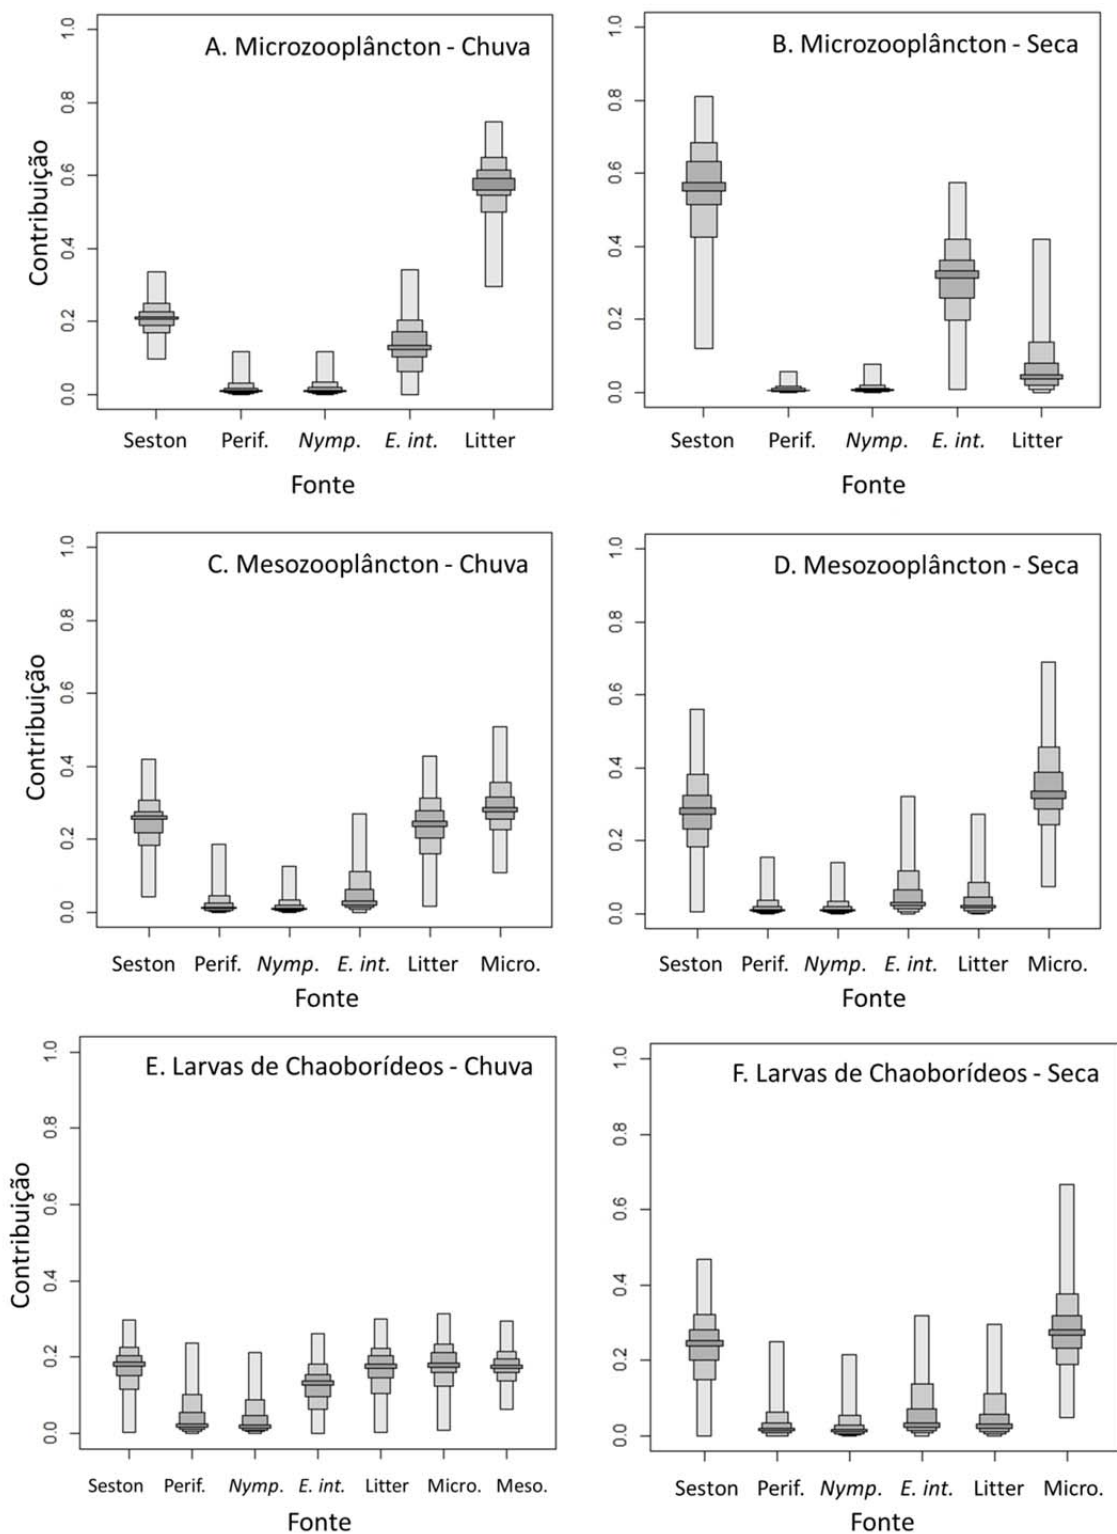 A. Microzooplâncton - Chuva
Contribuição
1.0
0.8
0.6
0.4
0.2
0.0
Seston Perif. Nymp. E. int. Litter
Fonte
B. Microzooplâncton - Seca
1.0
0.8
0.6
0.4
0.2
0.0
Seston Perif. Nymp. E. int. Litter
Fonte
C. Mesozooplâncton - Chuva
Contribuição
1.0
0.8
0.6
0.4
0.2
0.0
Seston Perif. Nymp. E. int. Litter Micro.
Fonte
D. Mesozooplâncton - Seca
1.0
0.8
0.6
0.4
0.2
0.0
Seston Perif. Nymp. E. int. Litter Micro.
Fonte
E. Larvas de Chaoborídeos - Chuva
Contribuição
1.0
0.8
0.6
0.4
0.2
0.0
Seston Perif. Nymp. E. int. Litter Micro. Meso.
Fonte
F. Larvas de Chaoborídeos - Seca
1.0
0.8
0.6
0.4
0.2
0.0
Seston Perif. Nymp. E. int. Litter Micro.
Fonte